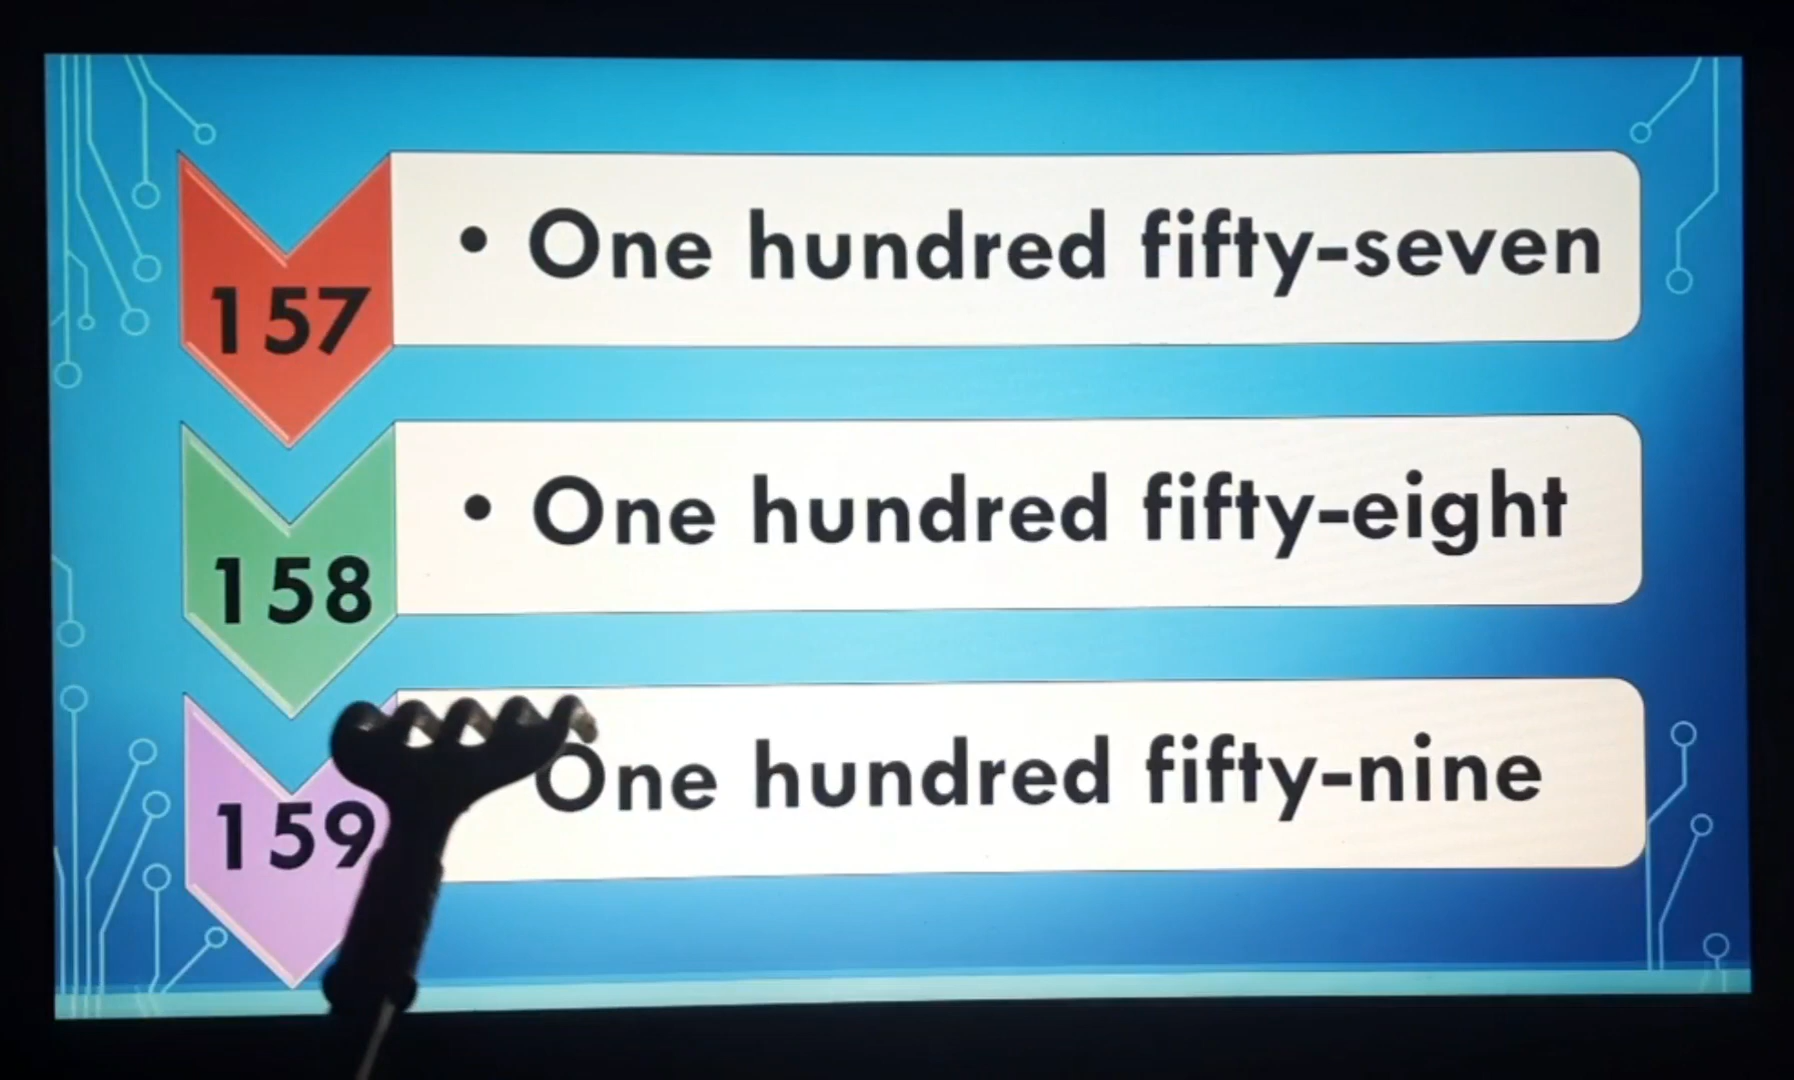 157
• One hundred fifty-seven
158
• One hundred fifty-eight
159
One hundred fifty-nine